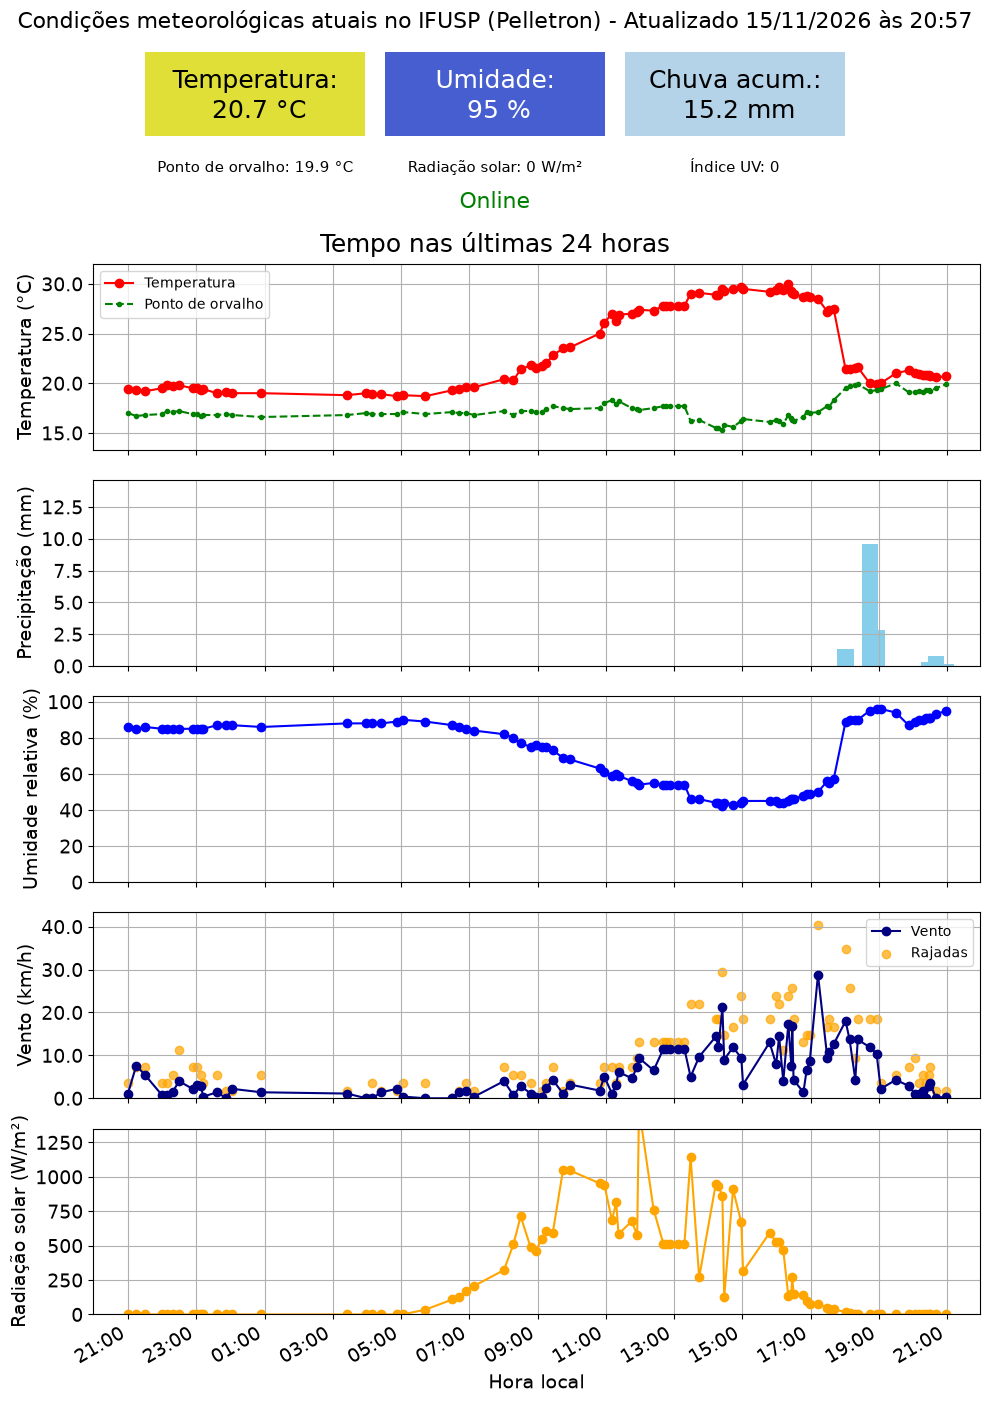 Condições meteorológicas atuais no IFUSP (Pelletron) - Atualizado 15/11/2026 às 20:57
Temperatura:
20.7 °C
Umidade:
95 %
Chuva acum.:
15.2 mm
Ponto de orvalho: 19.9 °C
Radiação solar: 0 W/m²
Índice UV: 0
Online
Tempo nas últimas 24 horas
Temperatura (°C)
30.0
25.0
20.0
15.0
Temperatura
Ponto de orvalho
Precipitação (mm)
12.5
10.0
7.5
5.0
2.5
0.0
Umidade relativa (%)
100
80
60
40
20
0
Vento (km/h)
40.0
30.0
20.0
10.0
0.0
Vento
Rajadas
Radiação solar (W/m²)
1250
1000
750
500
250
0
21:00
23:00
01:00
03:00
05:00
07:00
09:00
11:00
13:00
15:00
17:00
19:00
21:00
Hora local